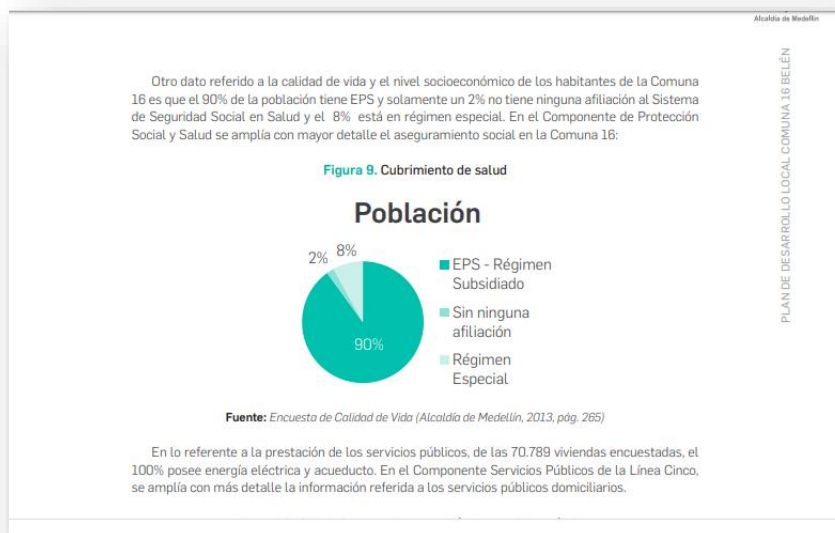 Alcaldía de Medellín
Otro dato referido a la calidad de vida y el nivel socioeconómico de los habitantes de la Comuna
16 es que el 90% de la población tiene EPS y solamente un 2% no tiene ninguna afiliación al Sistema
de Seguridad Social en Salud y el 8% está en régimen especial. En el Componente de Protección
Social y Salud se amplía con mayor detalle el aseguramiento social en la Comuna 16:
Figura 9. Cubrimiento de salud
Población
2% 8%
90%
EPS - Régimen
Subsidiado
Sin ninguna
afiliación
Régimen
Especial
Fuente: Encuesta de Calidad de Vida (Alcaldía de Medellín, 2013, pág. 265)
En lo referente a la prestación de los servicios públicos, de las 70.789 viviendas encuestadas, el
100% posee energía eléctrica y acueducto. En el Componente Servicios Públicos de la Línea Cinco,
se amplía con más detalle la información referida a los servicios públicos domiciliarios.
PLAN DE DESARROLLO LOCAL COMUNA 16 BELÉN